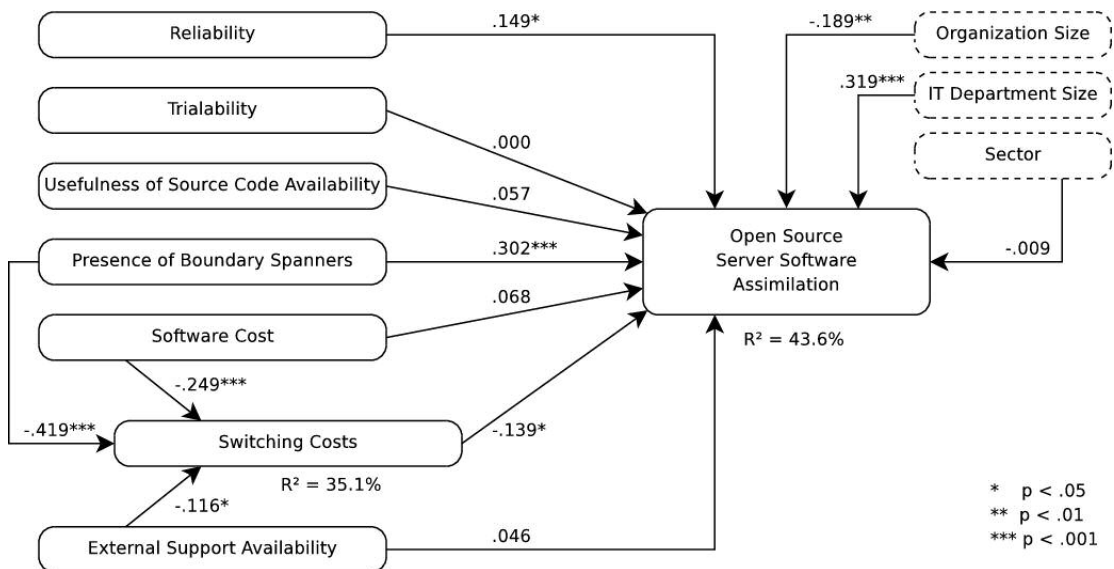 Reliability
.149*
-.189**
Organization Size
.319***
IT Department Size
Trialability
.000
Sector
Usefulness of Source Code Availability
.057
Open Source
Server Software
Assimilation
Presence of Boundary Spanners
.302***
-.009
.068
Software Cost
R² = 43.6%
-.249***
-.419***
Switching Costs
-.139*
R² = 35.1%
-.116*
External Support Availability
.046
* p < .05
** p < .01
*** p < .001